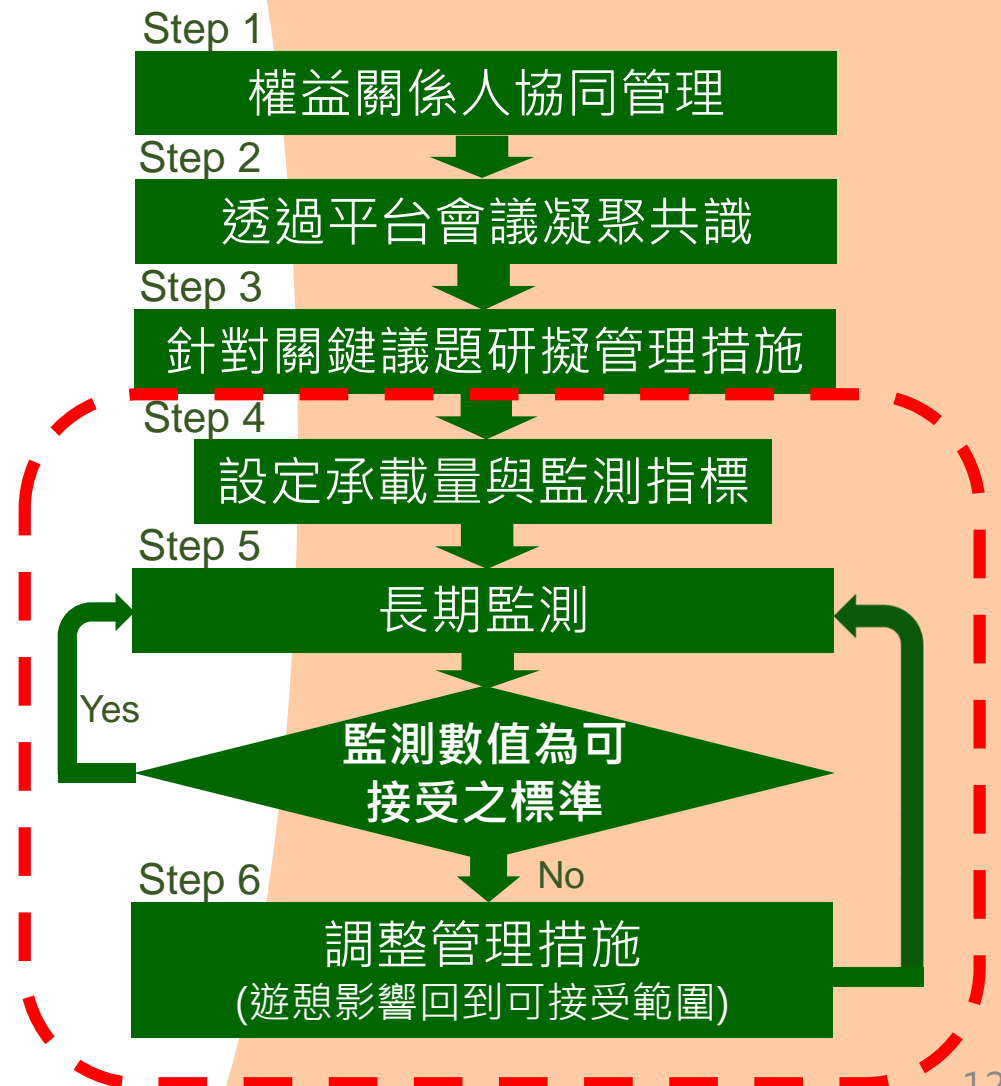 Step 1
權益關係人協同管理
Step 2
透過平台會議凝聚共識
Step 3
針對關鍵議題研擬管理措施
Step 4
設定承載量與監測指標
Step 5
長期監測
Yes
監測數值為可
接受之標準
No
Step 6
調整管理措施
(遊憩影響回到可接受範圍)